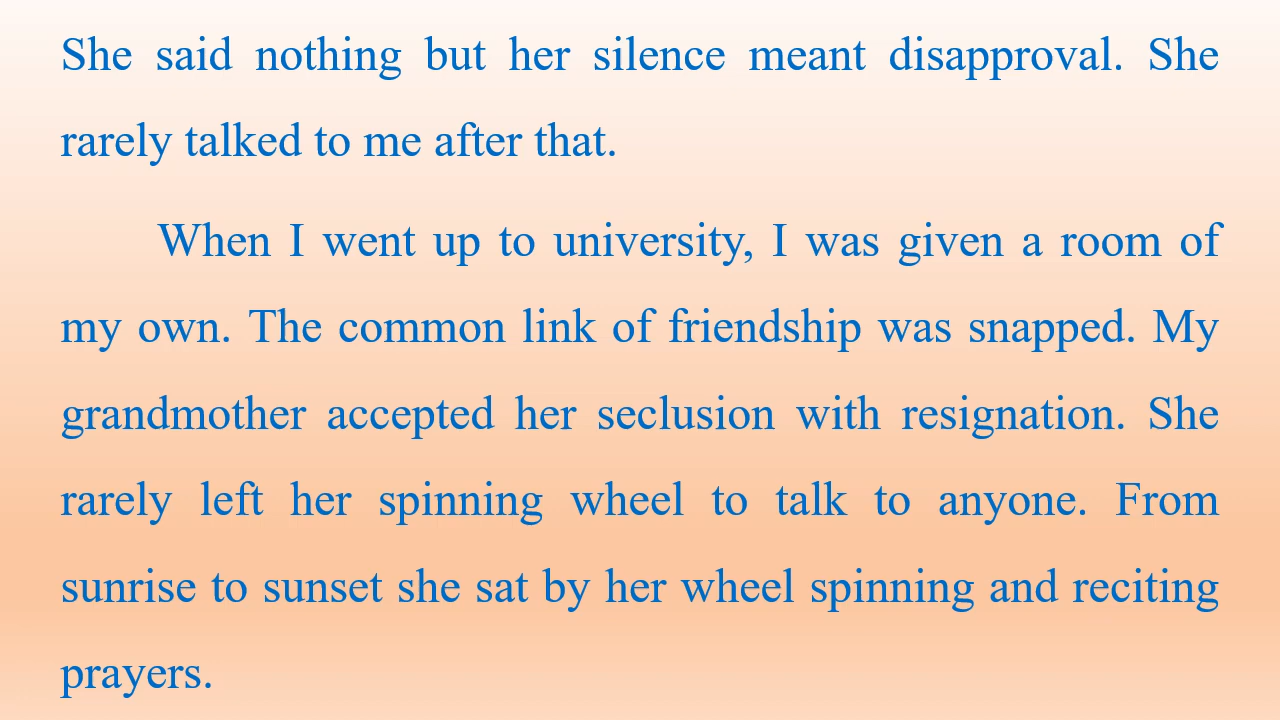 She said nothing but her silence meant disapproval. She
rarely talked to me after that.
When I went up to university, I was given a room of
my own. The common link of friendship was snapped. My
grandmother accepted her seclusion with resignation. She
rarely left her spinning wheel to talk to anyone. From
sunrise to sunset she sat by her wheel spinning and reciting
prayers.